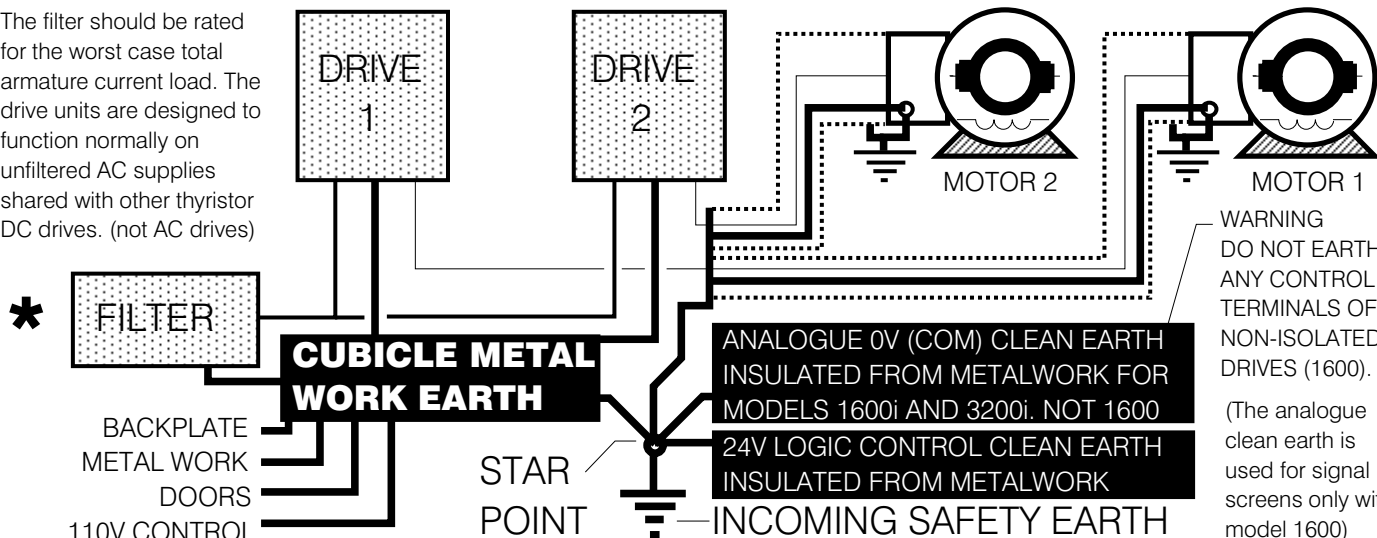 The filter should be rated
for the worst case total
armature current load. The
drive units are designed to
function normally on
unfiltered AC supplies
shared with other thyristor
DC drives. (not AC drives)
DRIVE
1
DRIVE
2
MOTOR 2
MOTOR 1
* FILTER
CUBICLE METAL
WORK EARTH
BACKPLATE
METAL WORK
DOORS
110V CONTROL
STAR
POINT
ANALOGUE 0V (COM) CLEAN EARTH
INSULATED FROM METALWORK FOR
MODELS 1600i AND 3200i. NOT 1600
24V LOGIC CONTROL CLEAN EARTH
INSULATED FROM METALWORK
INCOMING SAFETY EARTH
WARNING
DO NOT EARTH
ANY CONTROL
TERMINALS OF
NON-ISOLATED
DRIVES (1600).
(The analogue
clean earth is
used for signal
screens only wi
model 1600)